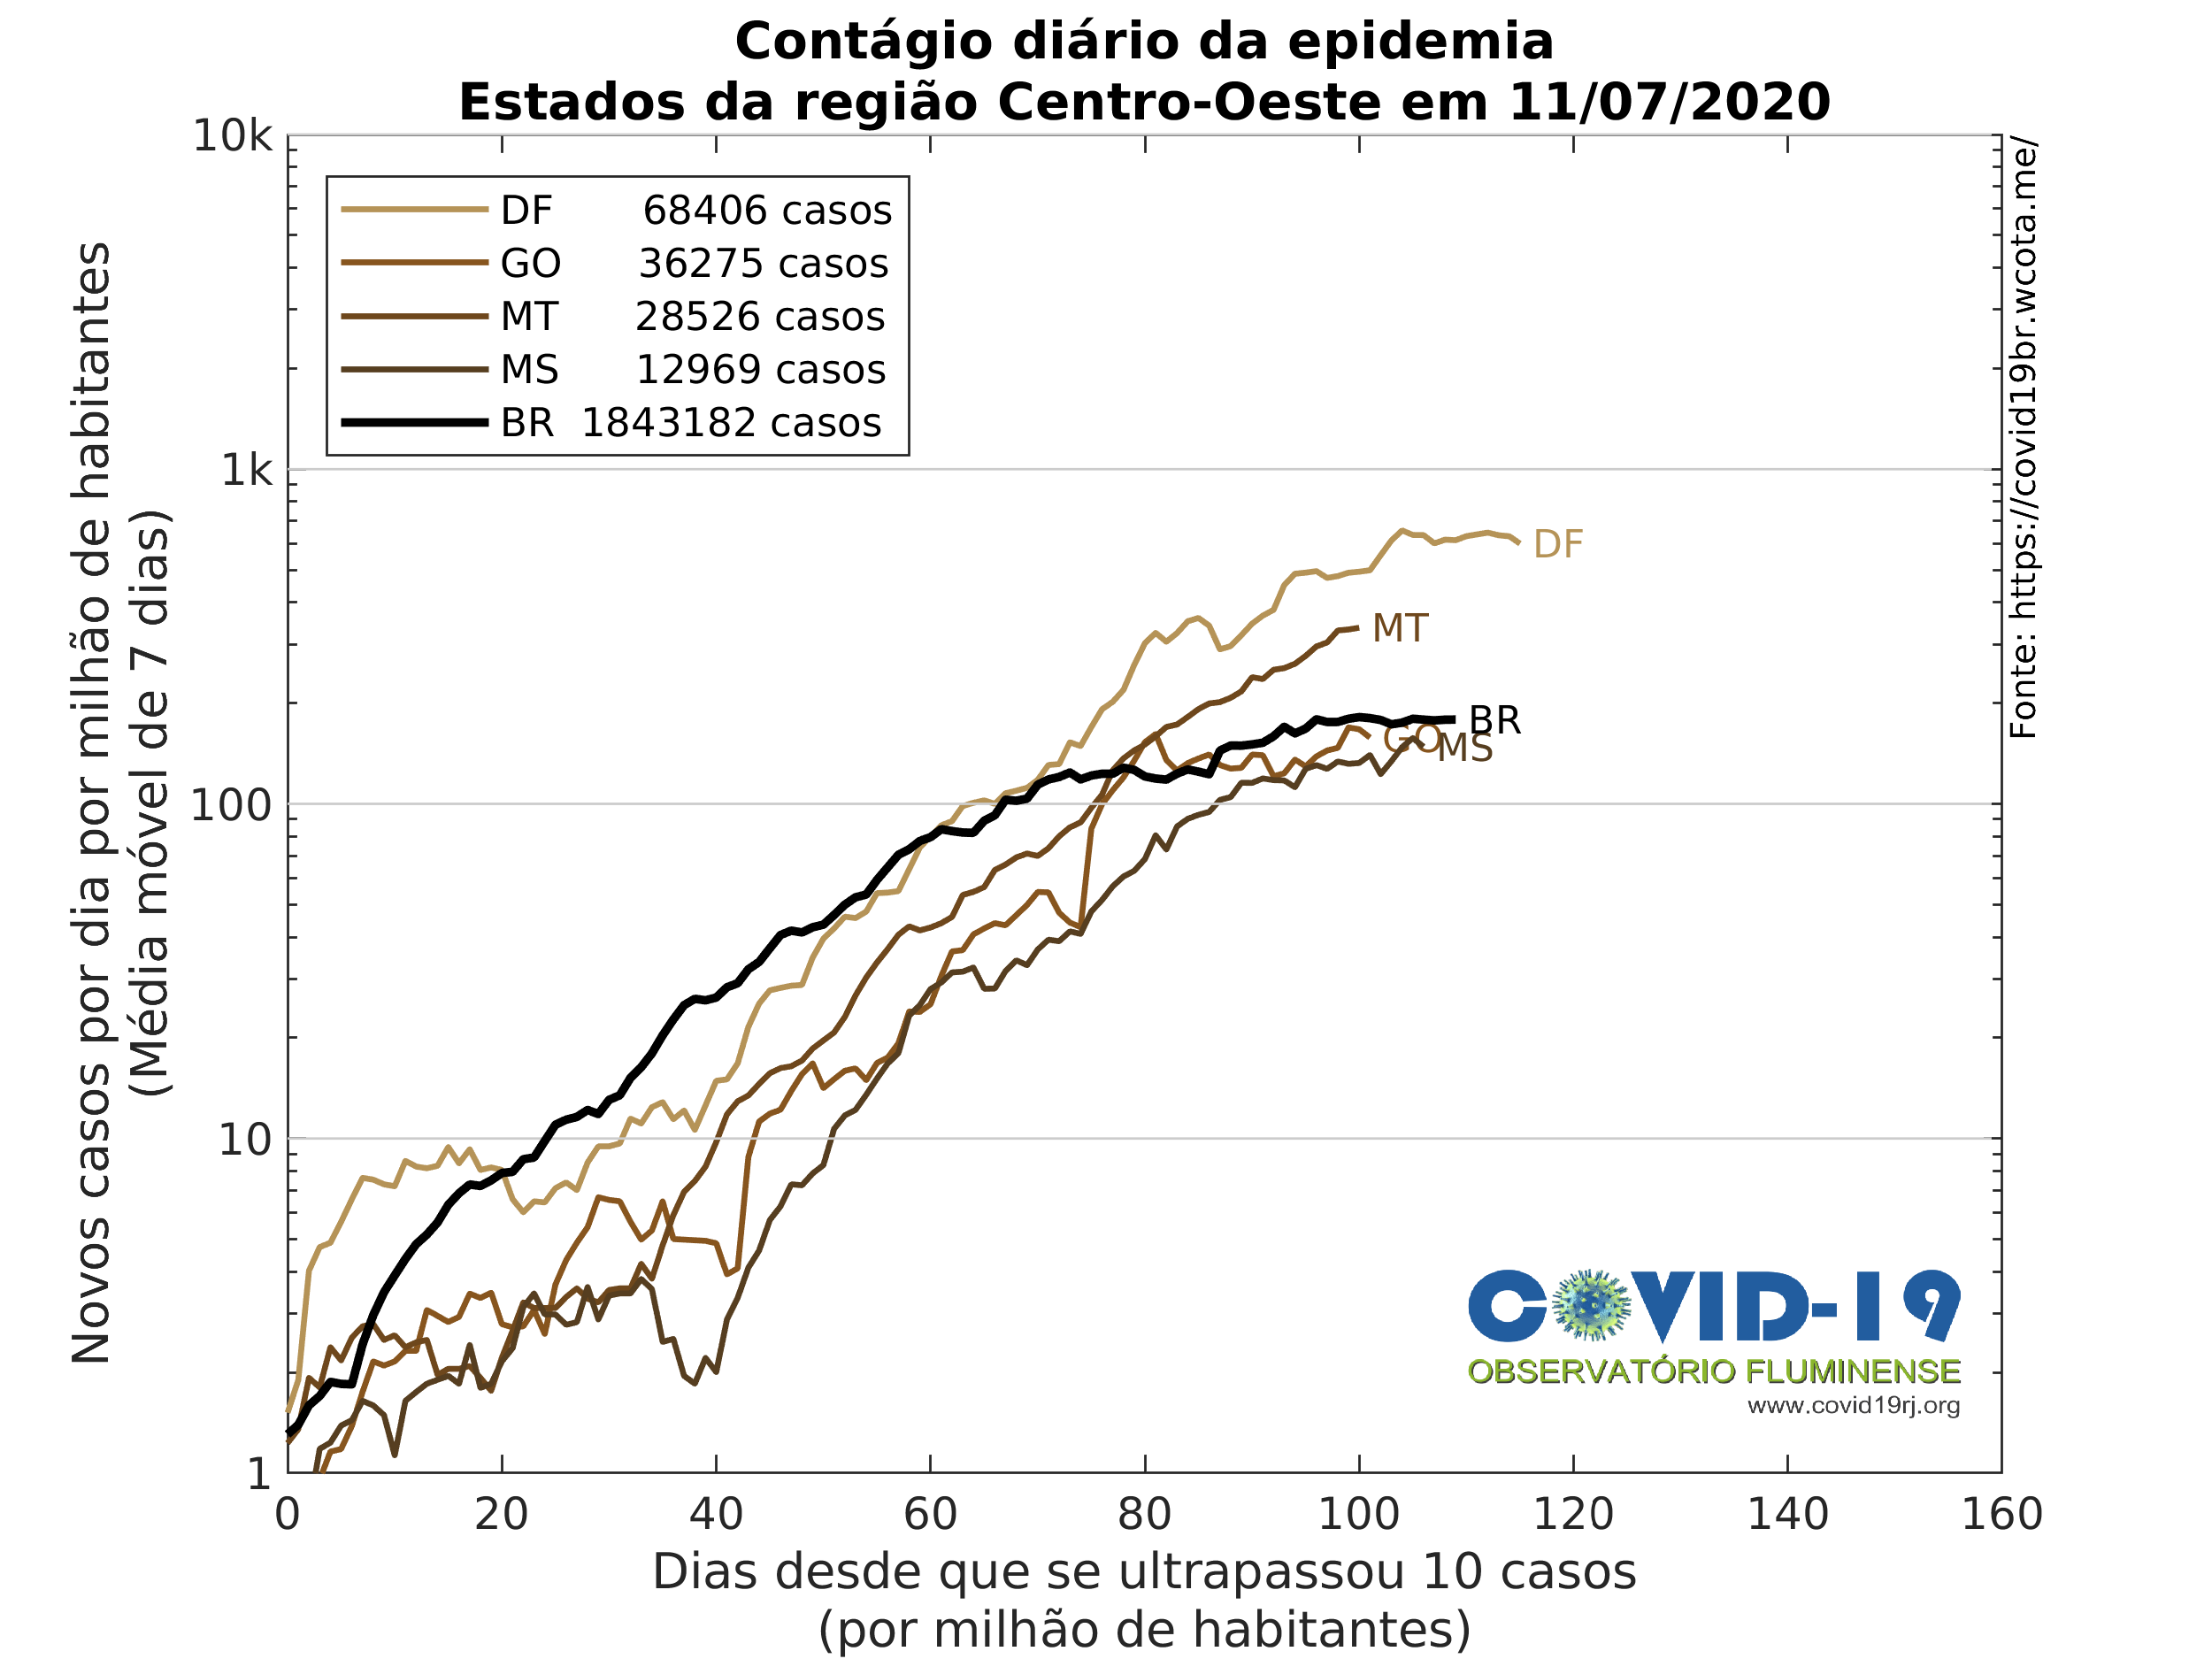 Contágio diário da epidemia
Estados da região Centro-Oeste em 11/07/2020
Novos casos por dia por milhão de habitantes
(Média móvel de 7 dias)
10k
1k
100
10
1
DF 68406 casos
GO 36275 casos
MT 28526 casos
MS 12969 casos
BR 1843182 casos
DF
MT
BR
GO
MS
Fonte: https://covid19br.wcota.me/
COVID-19
OBSERVATÓRIO FLUMINENSE
www.covid19rj.org
0 20 40 60 80 100 120 140 160
Dias desde que se ultrapassou 10 casos
(por milhão de habitantes)